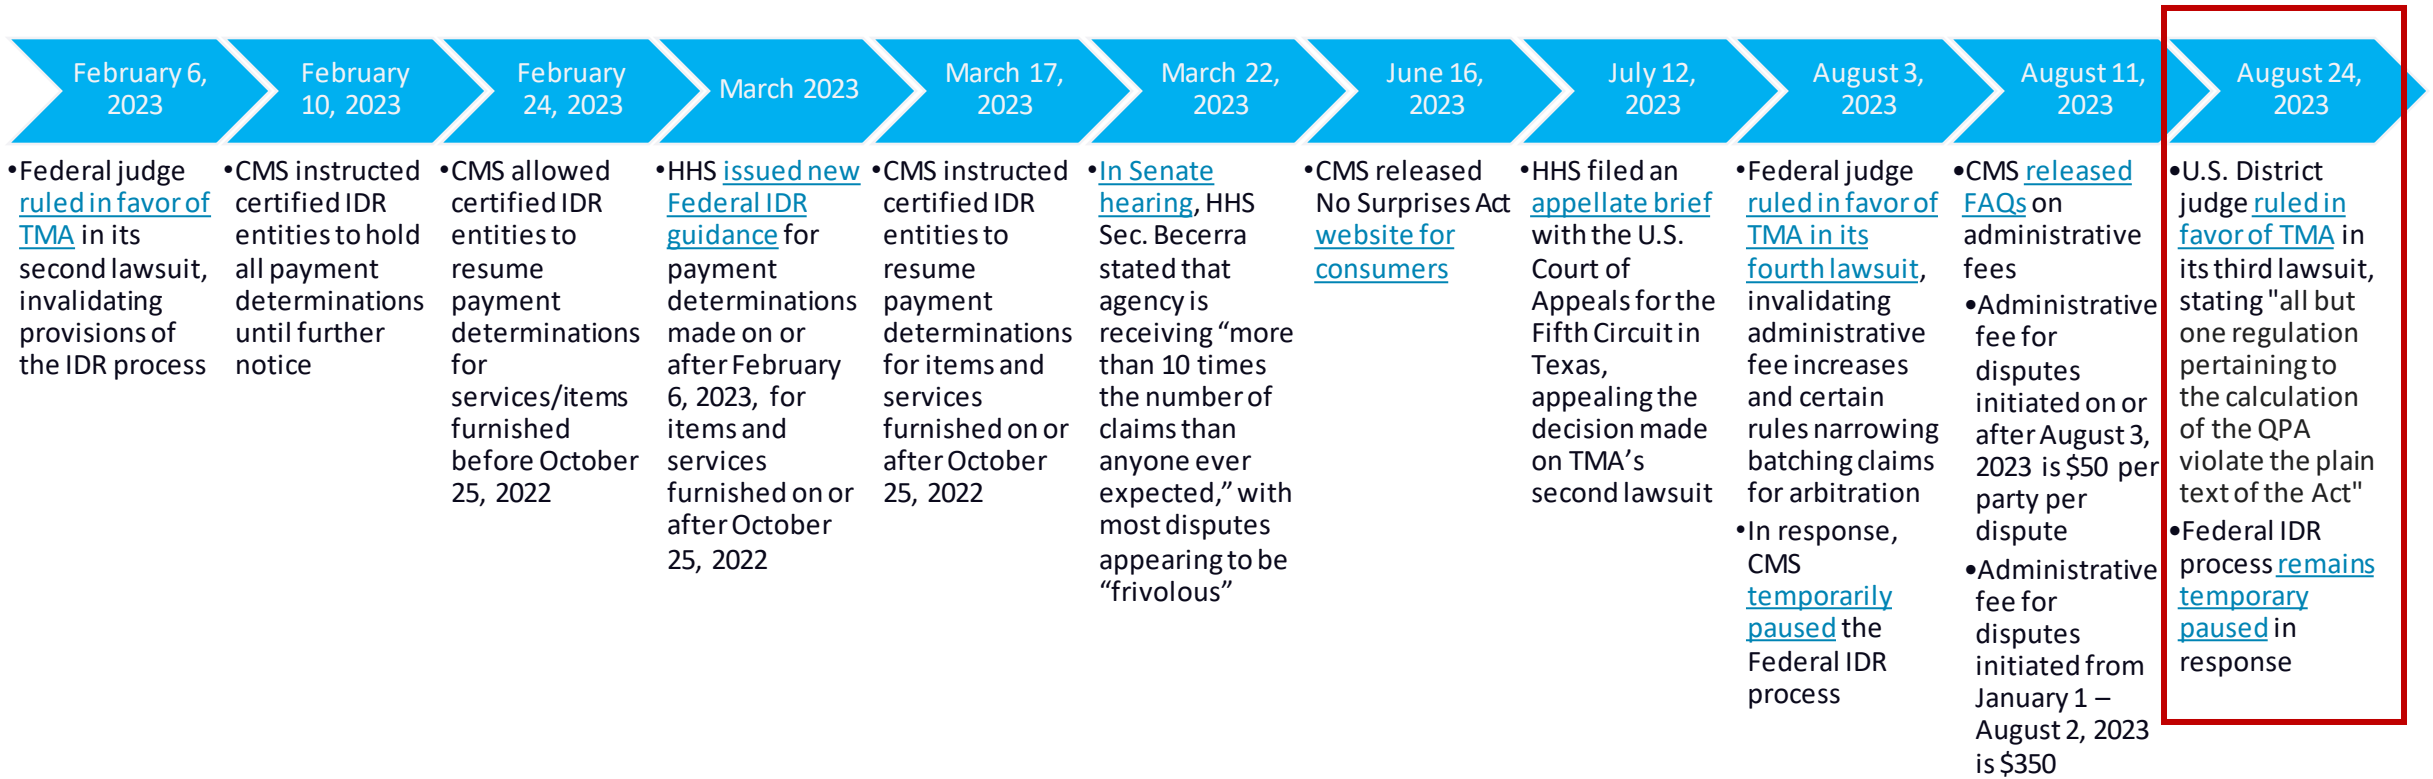 February 6,
2023
•Federal judge
ruled in favor of
TMA in its
second lawsuit,
invalidating
provisions of
the IDR process
February
10, 2023
•CMS instructed
certified IDR
entities to hold
all payment
determinations
until further
notice
February
24, 2023
•CMS allowed
certified IDR
entities to
resume
payment
determinations
for
services/items
furnished
before October
25, 2022
March 2023
•HHS issued new
Federal IDR
guidance for
payment
determinations
made on or
after February
6, 2023, for
items and
services
furnished on or
after October
25, 2022
March 17,
2023
•CMS instructed
certified IDR
entities to
resume
payment
determinations
for items and
services
furnished on or
after October
25, 2022
March 22,
2023
•In Senate
hearing, HHS
Sec. Becerra
stated that
agency is
receiving “more
than 10 times
the number of
claims than
anyone ever
expected,” with
most disputes
appearing to be
“frivolous”
June 16,
2023
•CMS released
No Surprises Act
website for
consumers
July 12,
2023
•HHS filed an
appellate brief
with the U.S.
Court of
Appeals for the
Fifth Circuit in
Texas,
appealing the
decision made
on TMA’s
second lawsuit
August 3,
2023
•Federal judge
ruled in favor of
TMA in its
fourth lawsuit,
invalidating
administrative
fee increases
and certain
rules narrowing
batching claims
for arbitration
•In response,
CMS
temporarily
paused the
Federal IDR
process
August 11,
2023
•CMS released
FAQs on
administrative
fees
•Administrative
fee for
disputes
initiated on or
after August 3,
2023 is $50 per
party per
dispute
•Administrative
fee for
disputes
initiated from
January 1 –
August 2, 2023
is $350
August 24,
2023
•U.S. District
judge ruled in
favor of TMA in
its third lawsuit,
stating "all but
one regulation
pertaining to
the calculation
of the QPA
violate the plain
text of the Act"
•Federal IDR
process remains
temporary
paused in
response